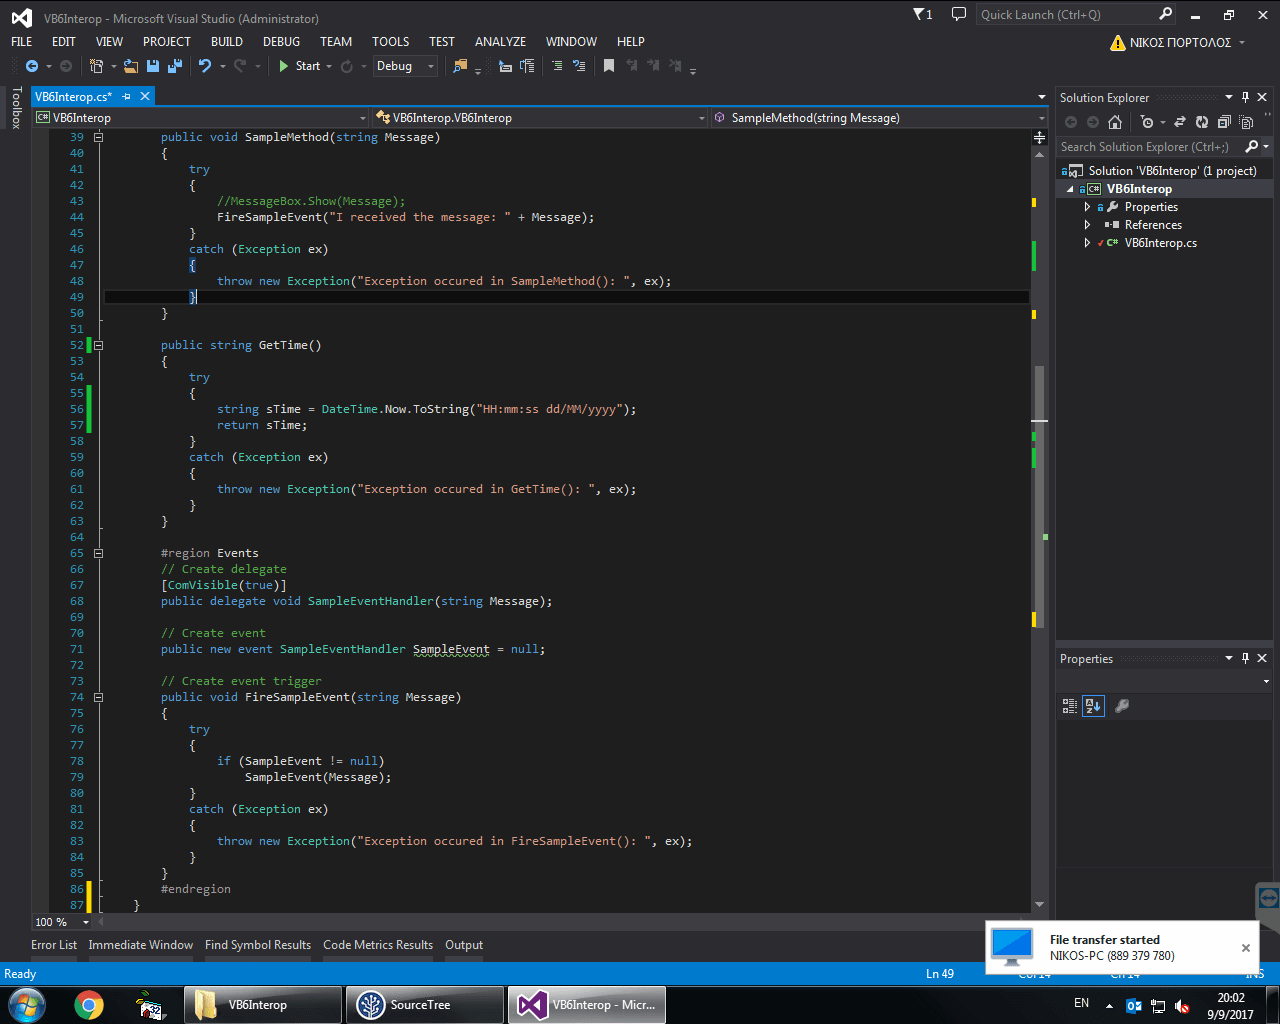 VB6Interop - Microsoft Visual Studio (Administrator)
1
Quick Launch (Ctrl+Q)
FILE EDIT VIEW PROJECT BUILD DEBUG TEAM TOOLS TEST ANALYZE WINDOW HELP
ΝΙΚΟΣ ΠΟΡΤΟΛΟΣ
Start
Debug
Toolbox
VB6Interop.cs*
VB6Interop
VB6Interop.VB6Interop
SampleMethod(string Message)
39 public void SampleMethod(string Message)
40 {
41 try
42 {
43 //MessageBox.Show(Message);
44 FireSampleEvent("I received the message: " + Message);
45 }
46 catch (Exception ex)
47 {
48 throw new Exception("Exception occured in SampleMethod(): ", ex);
49 }
50 }
51
52 public string GetTime()
53 {
54 try
55 {
56 string sTime = DateTime.Now.ToString("HH:mm:ss dd/MM/yyyy");
57 return sTime;
58 }
59 catch (Exception ex)
60 {
61 throw new Exception("Exception occured in GetTime(): ", ex);
62 }
63 }
64
65 #region Events
66 // Create delegate
67 [ComVisible(true)]
68 public delegate void SampleEventHandler(string Message);
69
70 // Create event
71 public new event SampleEventHandler SampleEvent = null;
72
73 // Create event trigger
74 public void FireSampleEvent(string Message)
75 {
76 try
77 {
78 if (SampleEvent != null)
79 SampleEvent(Message);
80 }
81 catch (Exception ex)
82 {
83 throw new Exception("Exception occured in FireSampleEvent(): ", ex);
84 }
85 }
86 #endregion
87 }
100 %
Solution Explorer
Search Solution Explorer (Ctrl+;)
Solution 'VB6Interop' (1 project)
VB6Interop
Properties
References
C# VB6Interop.cs
Properties
Error List Immediate Window Find Symbol Results Code Metrics Results Output
File transfer started
NIKOS-PC (889 379 780)
Ready
Ln 49
Col 14
Ch 14
INS
VB6Interop
SourceTree
VB6Interop - Micr...
EN
20:02
9/9/2017